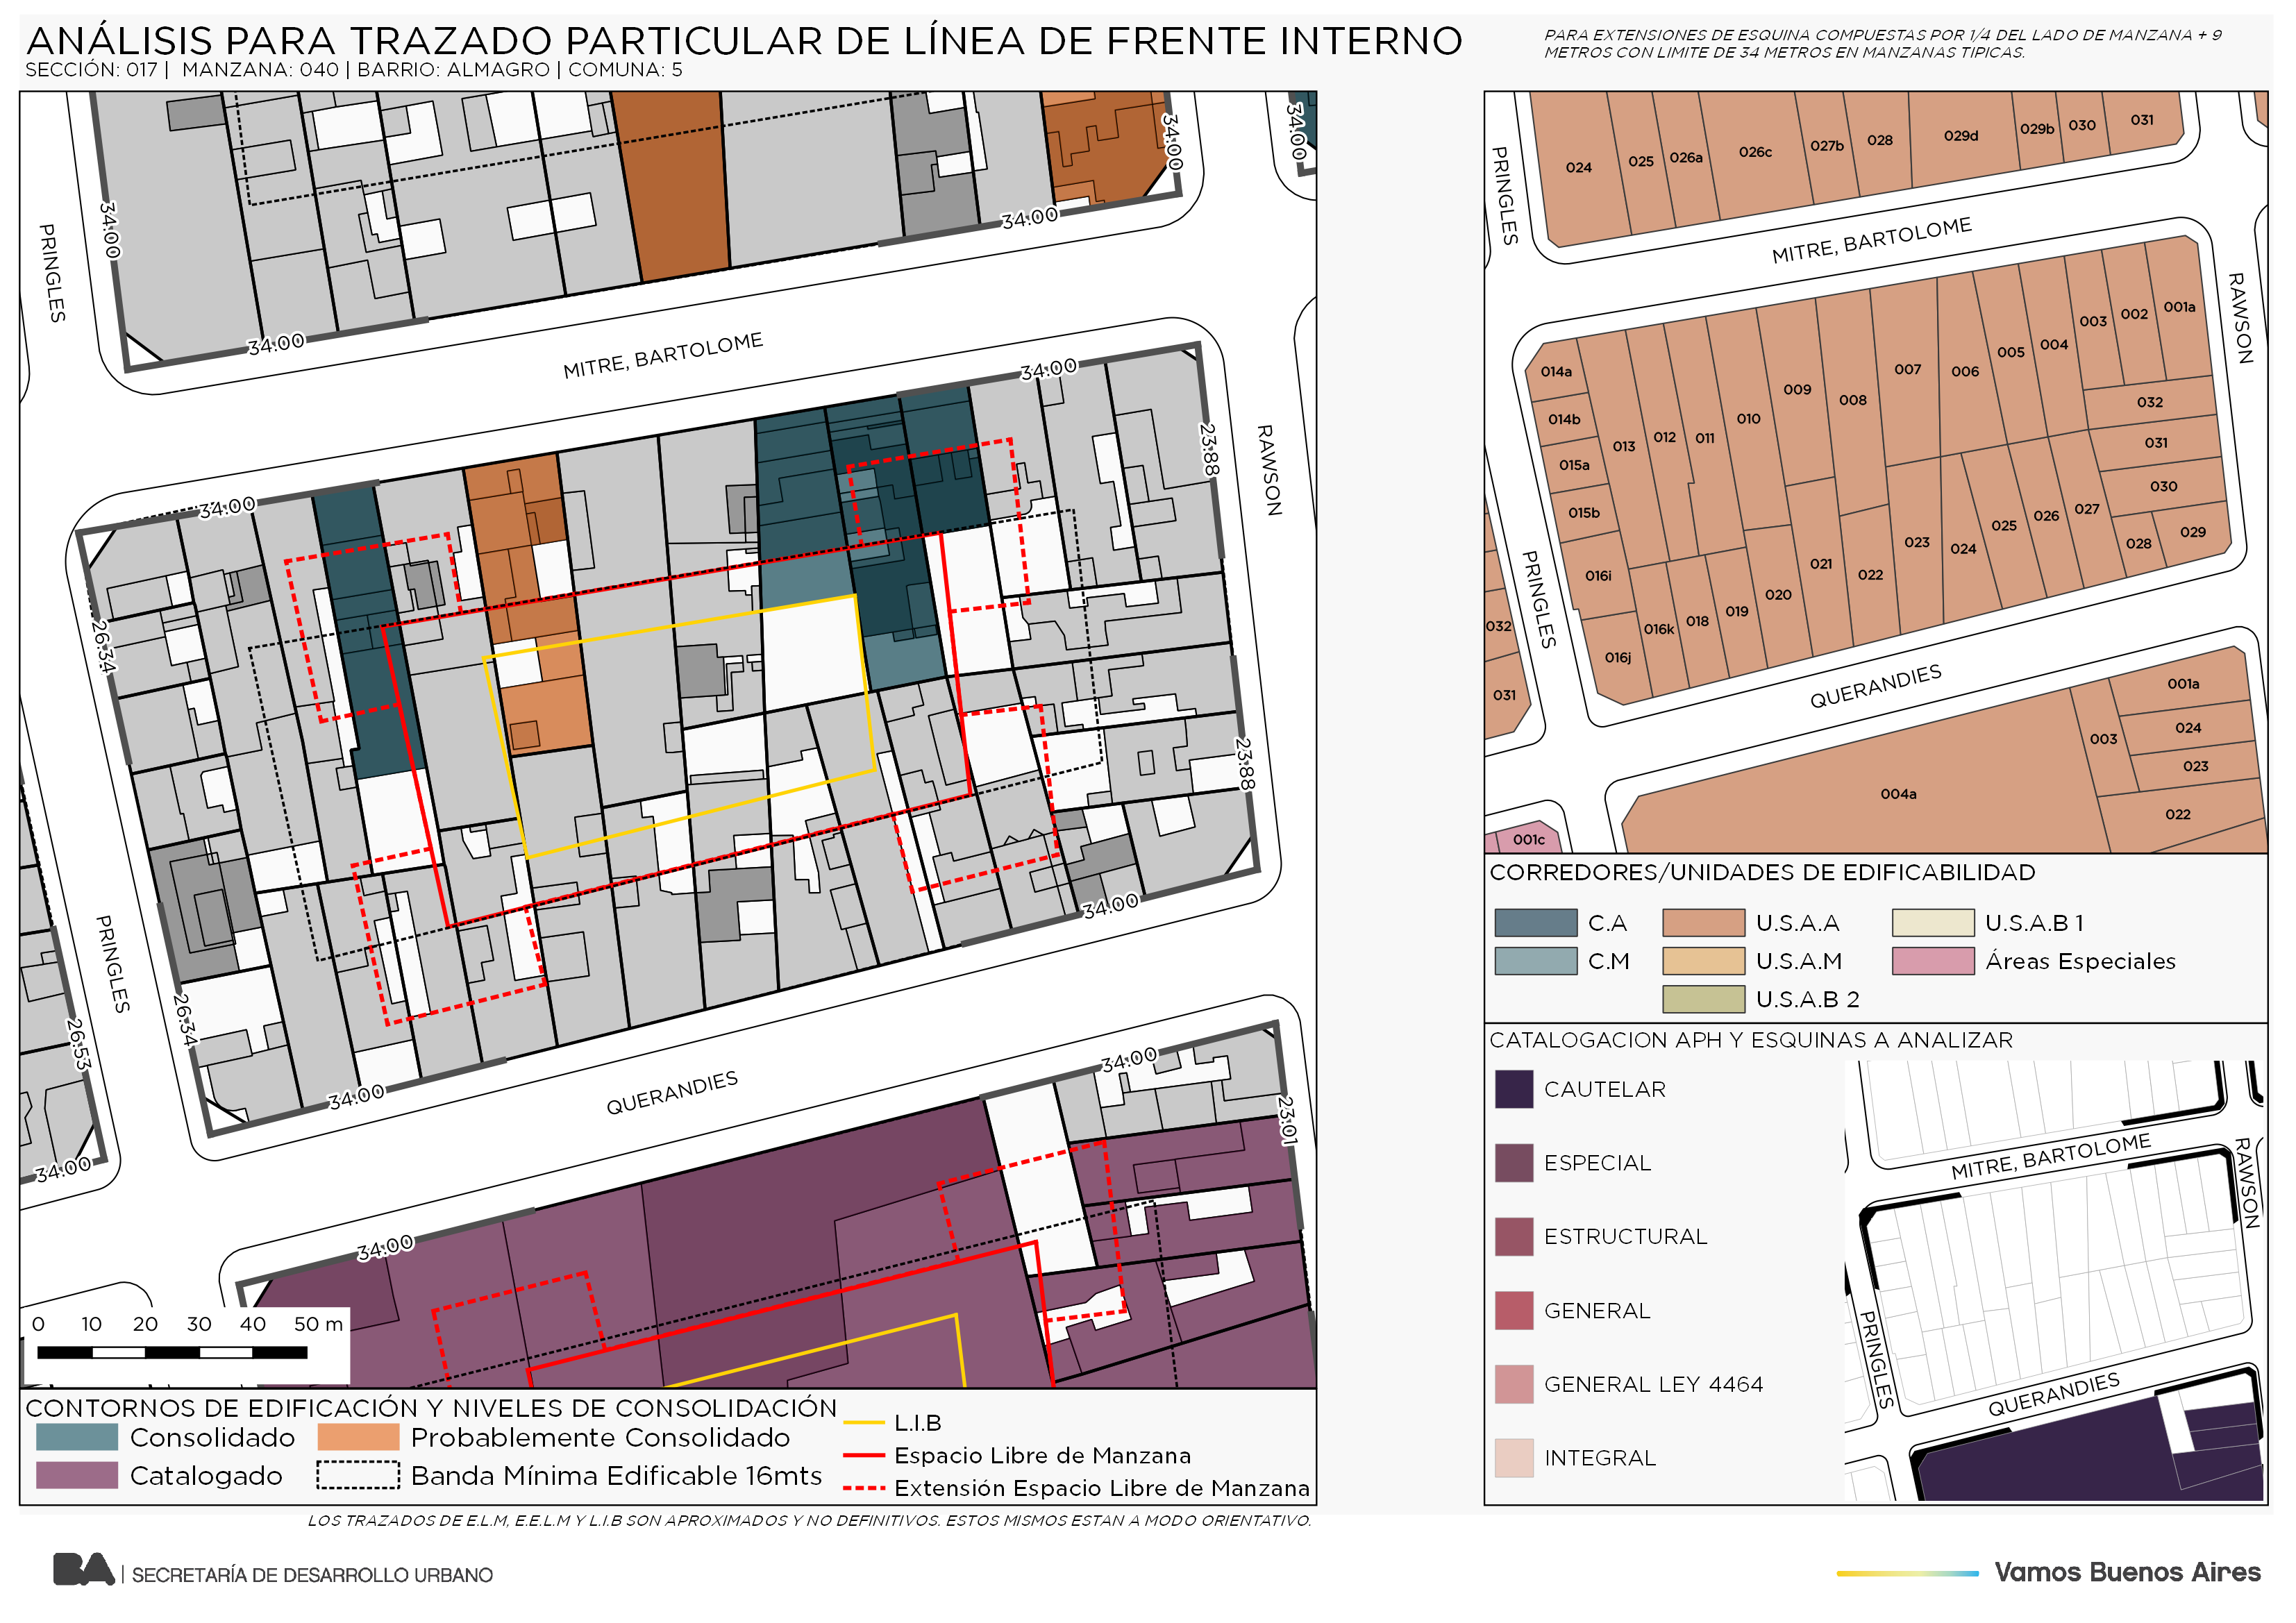 ANÁLISIS PARA TRAZADO PARTICULAR DE LÍNEA DE FRENTE INTERNO
SECCIÓN: 017 | MANZANA: 040 | BARRIO: ALMAGRO | COMUNA: 5
PARA EXTENSIONES DE ESQUINA COMPUESTAS POR 1/4 DEL LADO DE MANZANA + 9
METROS CON LIMITE DE 34 METROS EN MANZANAS TIPICAS.
34.00
34.00
34.00
PRINGLES
34.00
34.00
MITRE, BARTOLOME
34.00
34.00
23.88
RAWSON
26.34
23.88
PRINGLES
34.00
26.34
26.53
34.00
QUERANDIES
34.00
34.00
23.01
34.00
0 10 20 30 40 50 m
CONTORNOS DE EDIFICACIÓN Y NIVELES DE CONSOLIDACIÓN
Consolidado
Probablemente Consolidado
Catalogado
Banda Mínima Edificable 16mts
L.I.B
Espacio Libre de Manzana
Extensión Espacio Libre de Manzana
LOS TRAZADOS DE E.L.M, E.E.L.M Y L.I.B SON APROXIMADOS Y NO DEFINITIVOS. ESTOS MISMOS ESTAN A MODO ORIENTATIVO.
PRINGLES
024
025
026a
026c
027b
028
029d
029b
030
031
MITRE, BARTOLOME
RAWSON
014a
014b
015a
015b
016i
016j
013
012
011
010
009
008
007
006
005
004
003
002
001a
032
031
030
029
028
027
026
025
024
023
022
021
020
019
018
016k
PRINGLES
032
031
QUERANDIES
001a
024
023
022
003
004a
001c
CORREDORES/UNIDADES DE EDIFICABILIDAD
C.A
U.S.A.A
U.S.A.B 1
C.M
U.S.A.M
Áreas Especiales
U.S.A.B 2
CATALOGACION APH Y ESQUINAS A ANALIZAR
CAUTELAR
ESPECIAL
ESTRUCTURAL
GENERAL
GENERAL LEY 4464
INTEGRAL
MITRE, BARTOLOME
RAWSON
PRINGLES
QUERANDIES
BA | SECRETARÍA DE DESARROLLO URBANO
Vamos Buenos Aires